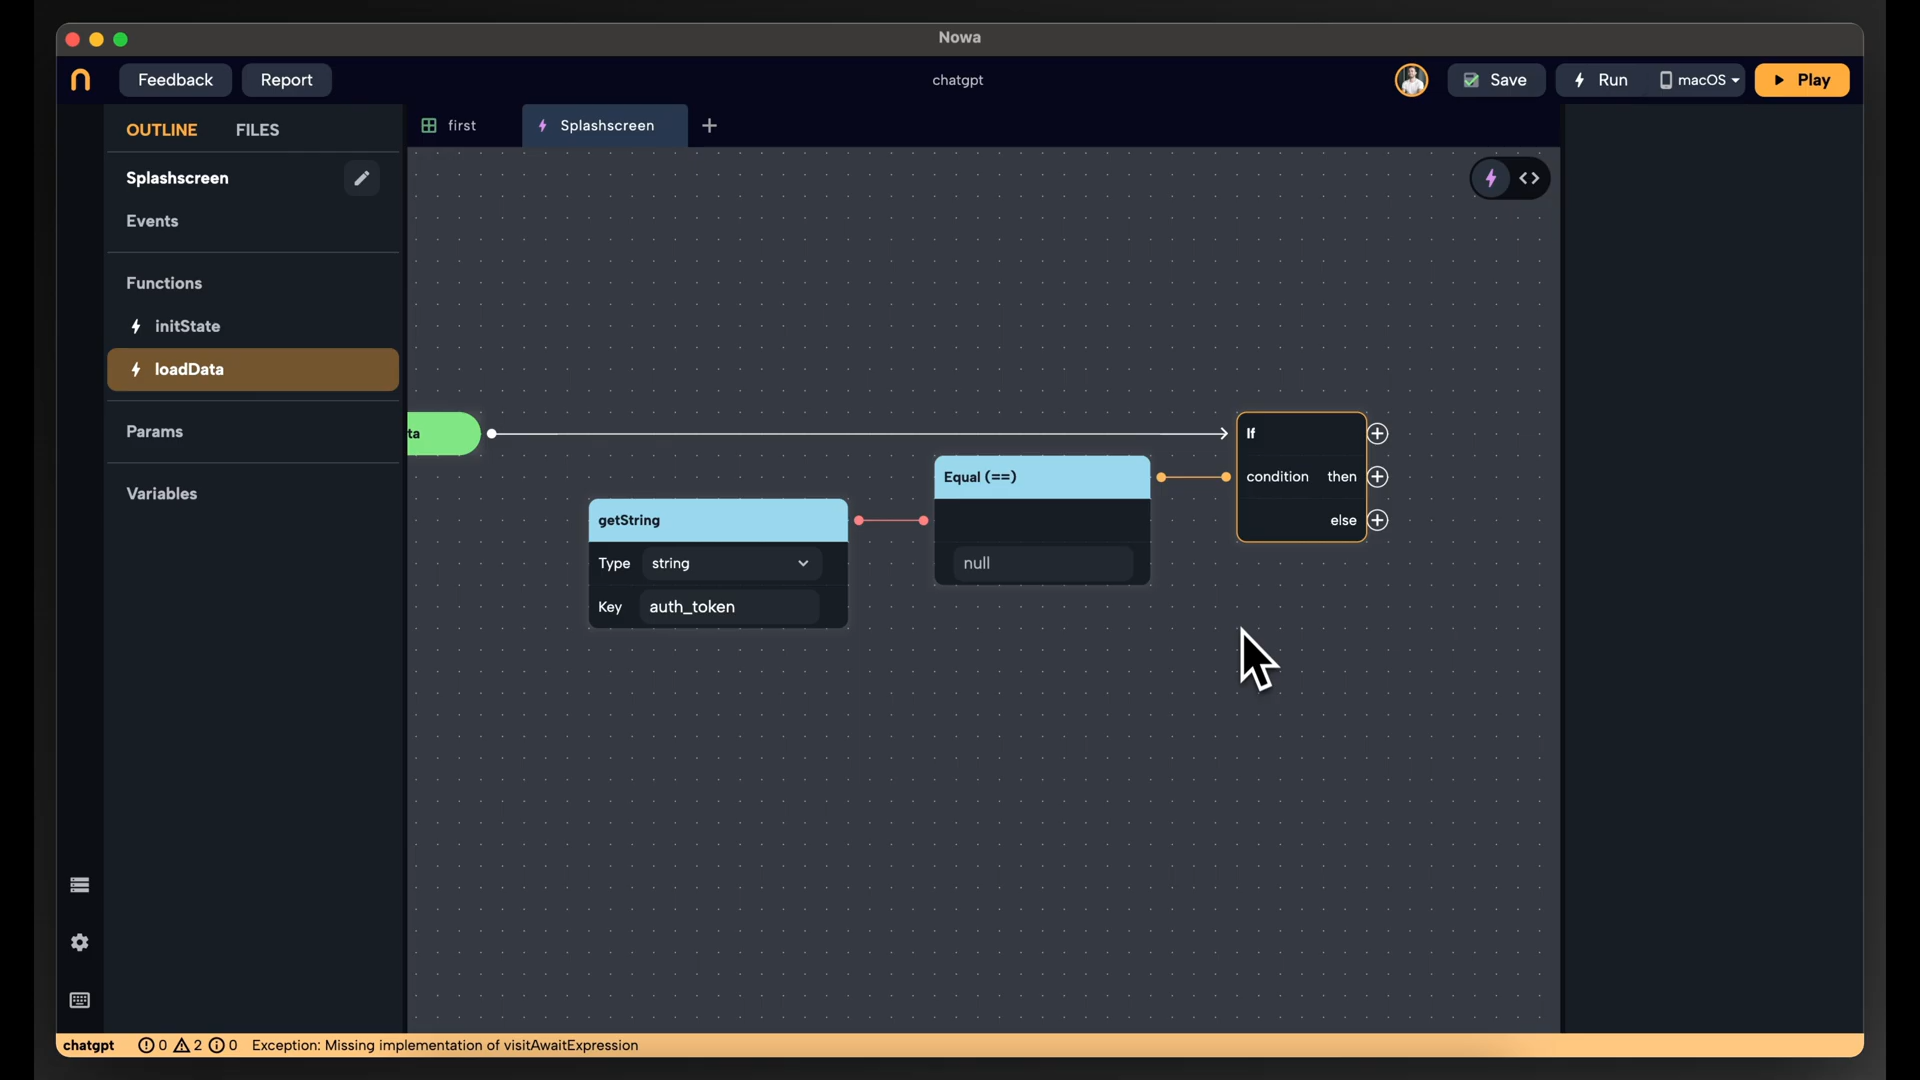 Nowa
Feedback
Report
chatgpt
Save
Run
macOS
Play
OUTLINE
FILES
first
Splashscreen
Splashscreen
Events
Functions
initState
loadData
Params
Variables
ta
If
condition
then
else
Equal (==)
null
getString
Type
string
Key
auth_token
chatgpt
0
2
0
Exception: Missing implementation of visitAwaitExpression